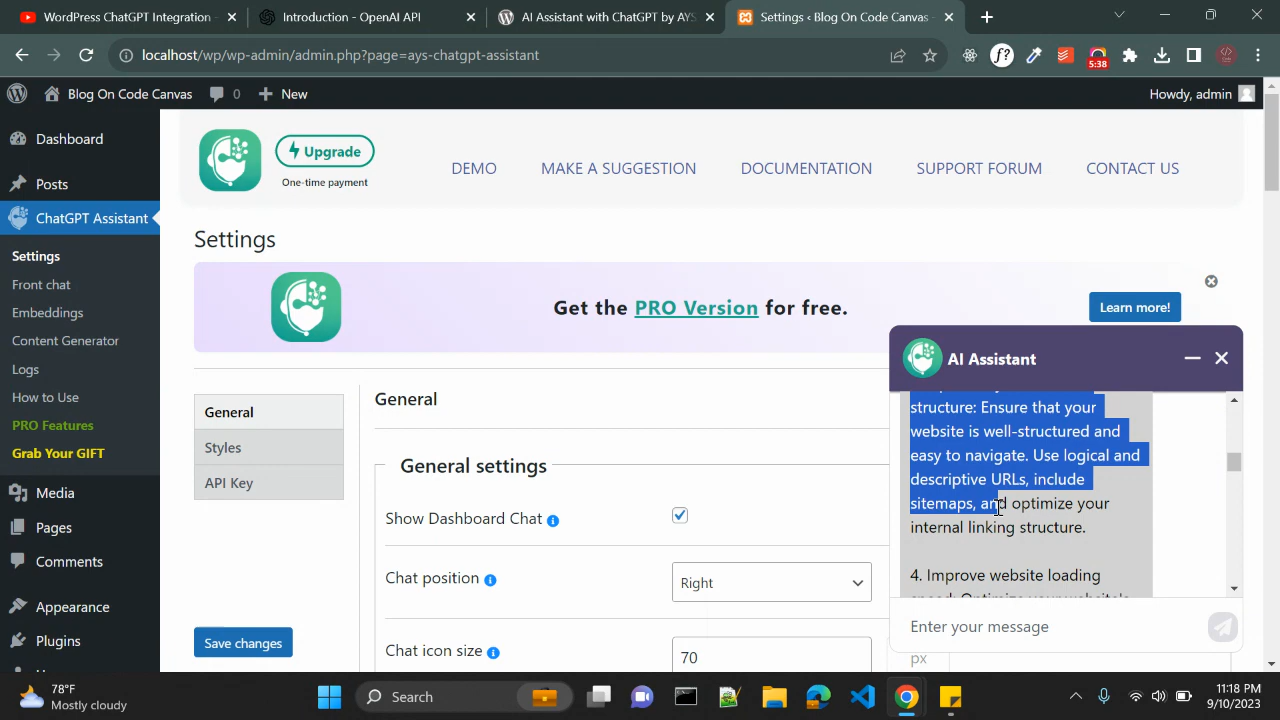 WordPress ChatGPT Integration
Introduction - OpenAI API
AI Assistant with ChatGPT by AYS
Settings ‹ Blog On Code Canvas
localhost/wp/wp-admin/admin.php?page=ays-chatgpt-assistant
f?
5:38
Blog On Code Canvas
0
New
Howdy, admin
Dashboard
Posts
ChatGPT Assistant
Settings
Front chat
Embeddings
Content Generator
Logs
How to Use
PRO Features
Grab Your GIFT
Media
Pages
Comments
Appearance
Plugins
Upgrade
One-time payment
DEMO
MAKE A SUGGESTION
DOCUMENTATION
SUPPORT FORUM
CONTACT US
Settings
Get the PRO Version for free.
Learn more!
General
Styles
API Key
Save changes
General
General settings
Show Dashboard Chat
Chat position
Right
Chat icon size
70
px
AI Assistant
structure: Ensure that your
website is well-structured and
easy to navigate. Use logical and
descriptive URLs, include
sitemaps, and optimize your
internal linking structure.
4. Improve website loading
speed: Optimize your website's
Enter your message
78°F
Mostly cloudy
Search
11:18 PM
9/10/2023